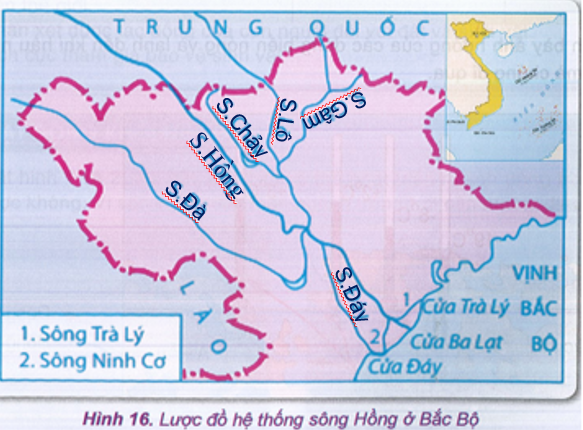 TRUNG QUỐC
S.Chảy
S Lô
S.Gâm
S.Hồng
S.Đà
S.Đáy
LÀO
VỊNH
BẮC
BỘ
1
Cửa Trà Lý
2
Cửa Ba Lạt
Cửa Đáy
1. Sông Trà Lý
2. Sông Ninh Cơ
Hình 16. Lược đồ hệ thống sông Hồng ở Bắc Bộ